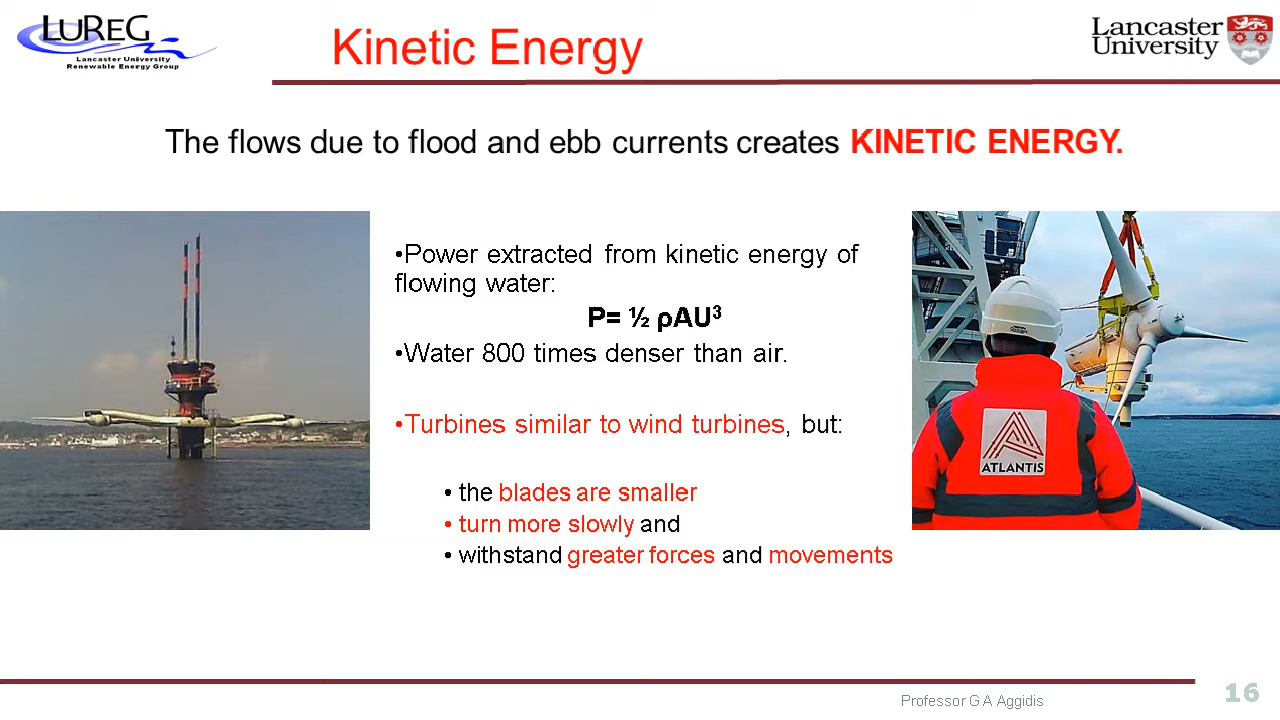 LUREG
Lancaster University
Renewable Energy Group
Kinetic Energy
Lancaster
University
The flows due to flood and ebb currents creates KINETIC ENERGY.
•Power extracted from kinetic energy of
flowing water:
P= ½ ρAU³
•Water 800 times denser than air.
•Turbines similar to wind turbines, but:
• the blades are smaller
• turn more slowly and
• withstand greater forces and movements
ATLANTIS
Professor G A Aggidis
16